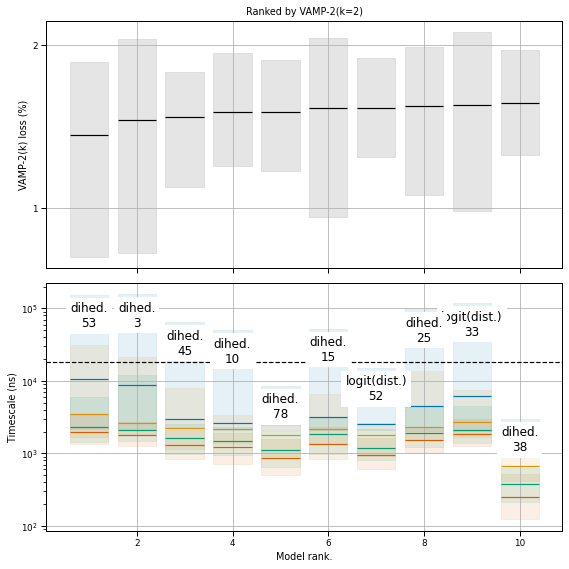 Ranked by VAMP-2(k=2)
VAMP-2(k) loss (%)
2
1
Timescale (ns)
10⁵
10⁴
10³
10²
dihed.
53
dihed.
3
dihed.
45
dihed.
10
dihed.
78
dihed.
15
logit(dist.)
52
dihed.
25
logit(dist.)
33
dihed.
38
2
4
6
8
10
Model rank.